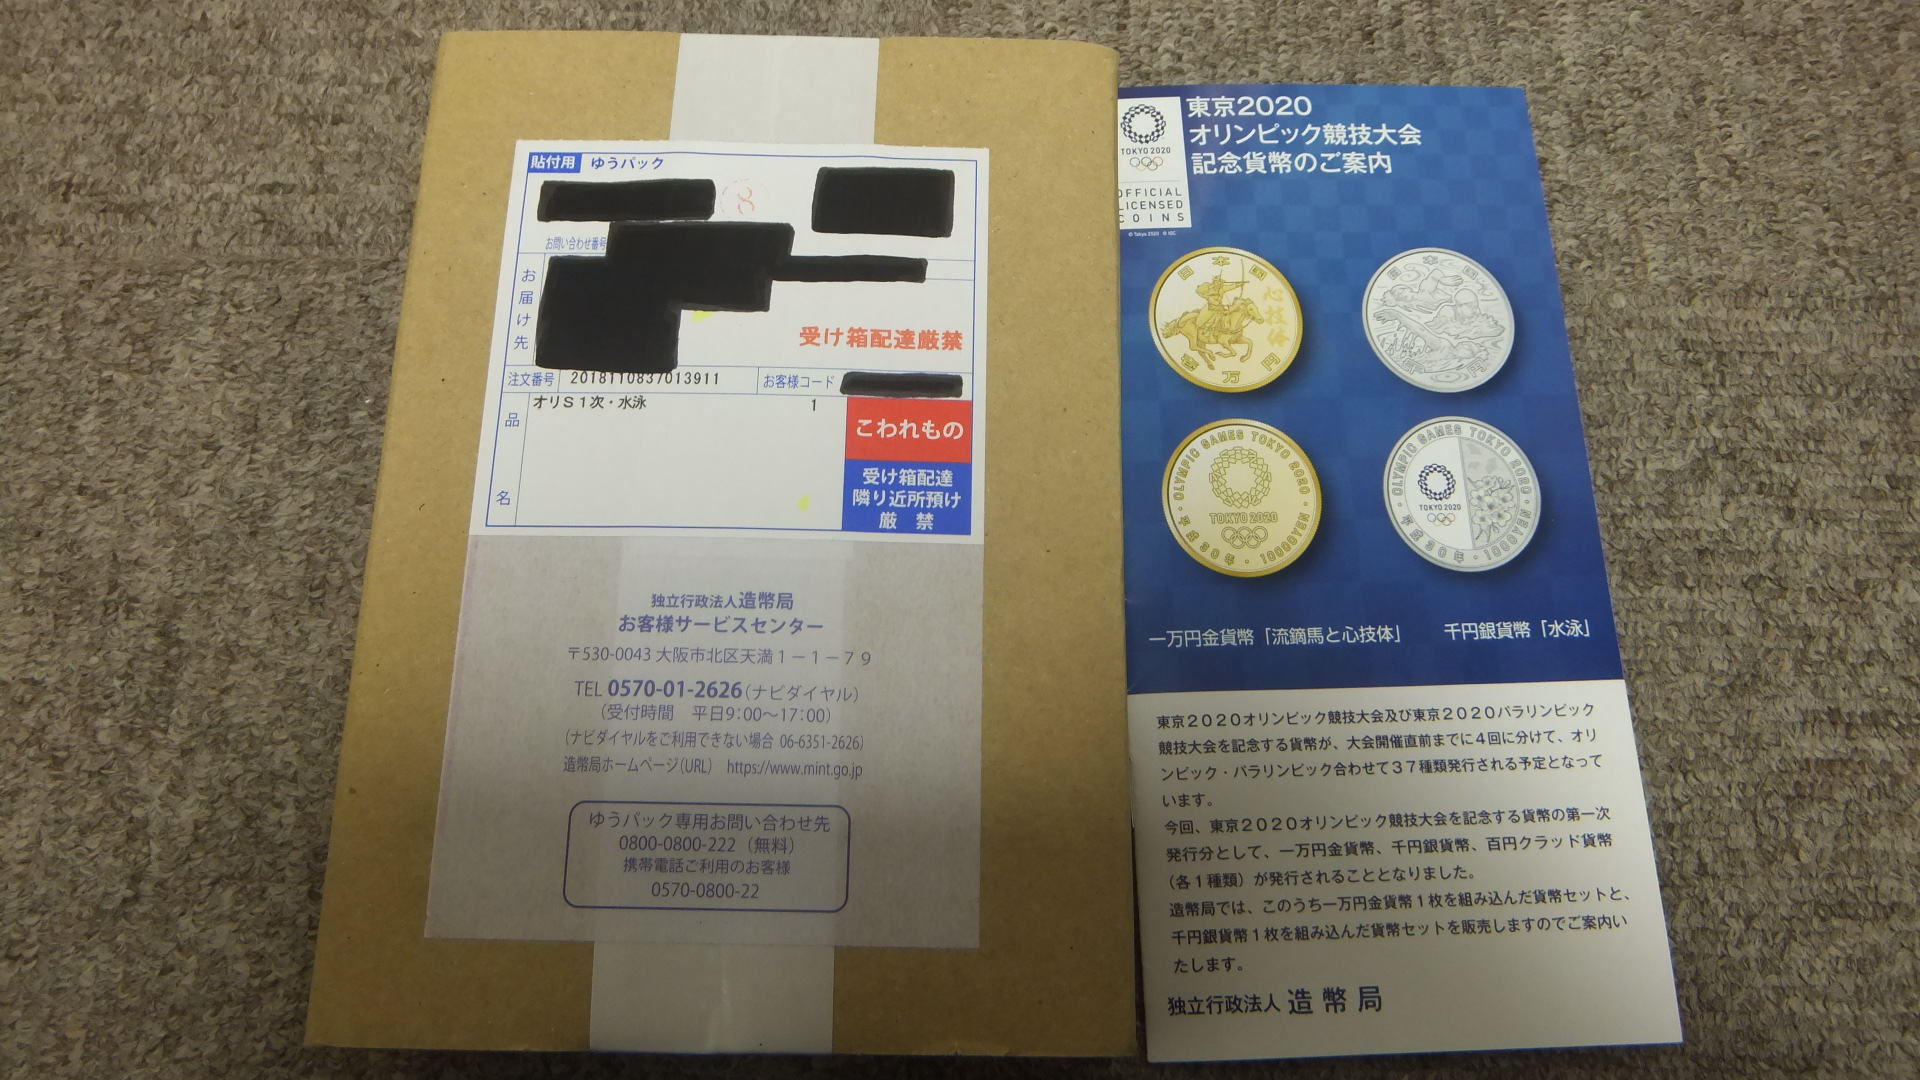 貼付用 ゆうパック
お問い合わせ番号
お届け先
受け箱配達厳禁
注文番号 2018110837013911 お客様コード
品名
オリS1次・水泳 1
こわれもの
受け箱配達
隣り近所預け
厳 禁
独立行政法人造幣局
お客様サービスセンター
〒530-0043 大阪市北区天満1-1-79
TEL 0570-01-2626(ナビダイヤル)
(受付時間 平日9:00〜17:00)
(ナビダイヤルをご利用できない場合 06-6351-2626)
造幣局ホームページ(URL) https://www.mint.go.jp
ゆうパック専用お問い合わせ先
0800-0800-222(無料)
携帯電話ご利用のお客様
0570-0800-22
東京2020
オリンピック競技大会
記念貨幣のご案内
TOKYO 2020
OFFICIAL
LICENSED
COINS
© Tokyo 2020 © IOC
日本国
心技体
壱万円
日本国
千円
OLYMPIC GAMES TOKYO 2020
TOKYO 2020
平成30年・10000YEN
OLYMPIC GAMES TOKYO 2020
TOKYO 2020
平成30年・1000YEN
一万円金貨幣「流鏑馬と心技体」
千円銀貨幣「水泳」
東京2020オリンピック競技大会及び東京2020パラリンピック
競技大会を記念する貨幣が、大会開催直前までに4回に分けて、オリ
ンピック・パラリンピック合わせて37種類発行される予定となって
います。
今回、東京2020オリンピック競技大会を記念する貨幣の第一次
発行分として、一万円金貨幣、千円銀貨幣、百円クラッド貨幣
(各1種類)が発行されることとなりました。
造幣局では、このうち一万円金貨幣1枚を組み込んだ貨幣セットと、
千円銀貨幣1枚を組み込んだ貨幣セットを販売しますのでご案内い
たします。
独立行政法人 造幣局